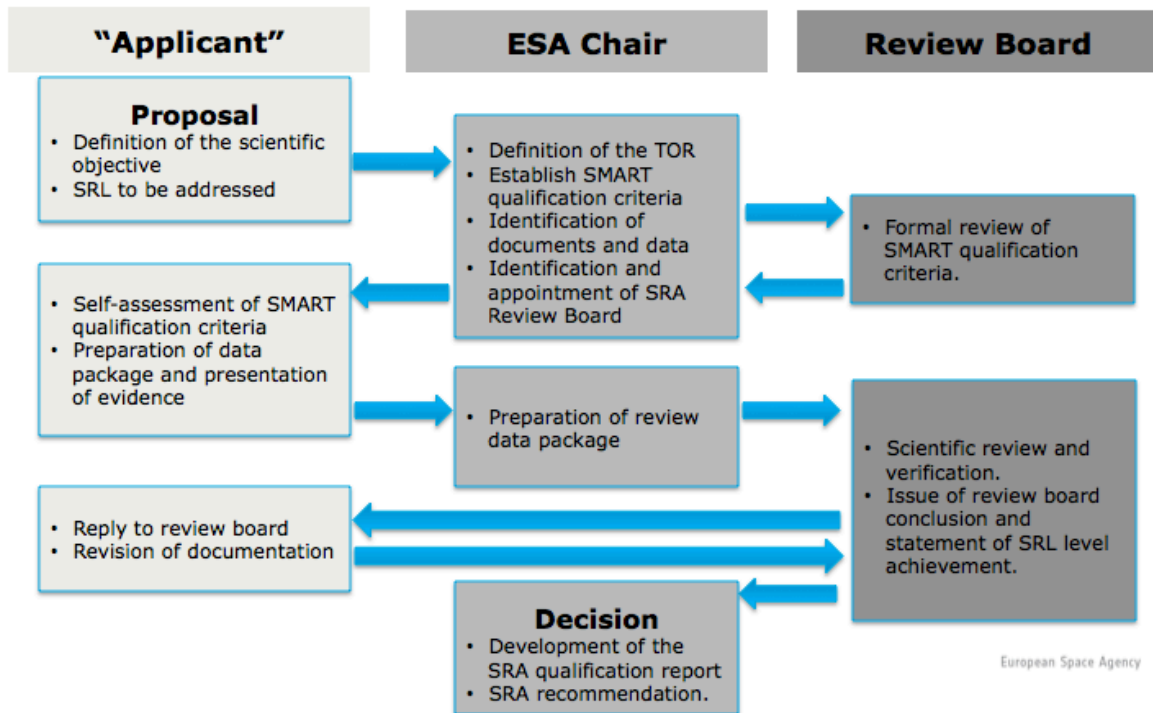 “Applicant”
ESA Chair
Review Board
Proposal
• Definition of the scientific
objective
• SRL to be addressed
• Definition of the TOR
• Establish SMART
qualification criteria
• Identification of
documents and data
• Identification and
appointment of SRA
Review Board
• Formal review of
SMART qualification
criteria.
• Self-assessment of SMART
qualification criteria
• Preparation of data
package and presentation
of evidence
• Preparation of review
data package
• Scientific review and
verification.
• Issue of review board
conclusion and
statement of SRL level
achievement.
• Reply to review board
• Revision of documentation
Decision
• Development of the
SRA qualification report
• SRA recommendation.
European Space Agency